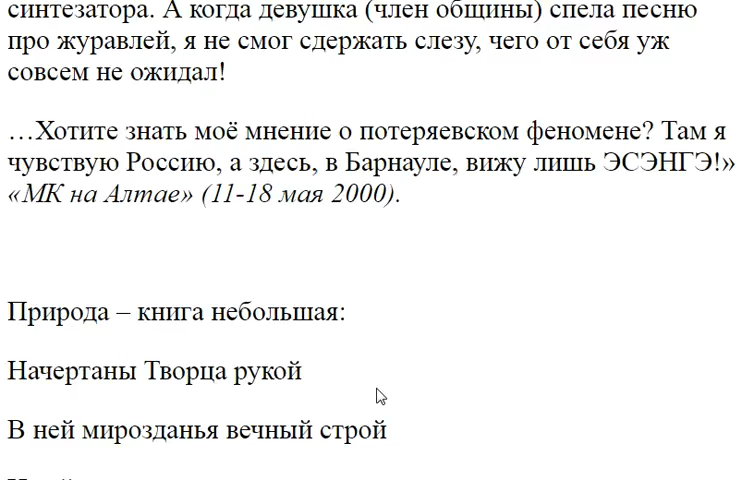 синтезатора. А когда девушка (член общины) спела песню
про журавлей, я не смог сдержать слезу, чего от себя уж
совсем не ожидал!
…Хотите знать моё мнение о потеряевском феномене? Там я
чувствую Россию, а здесь, в Барнауле, вижу лишь ЭСЭНГЭ!»
«МК на Алтае» (11-18 мая 2000).
Природа – книга небольшая:
Начертаны Творца рукой
В ней мирозданья вечный строй